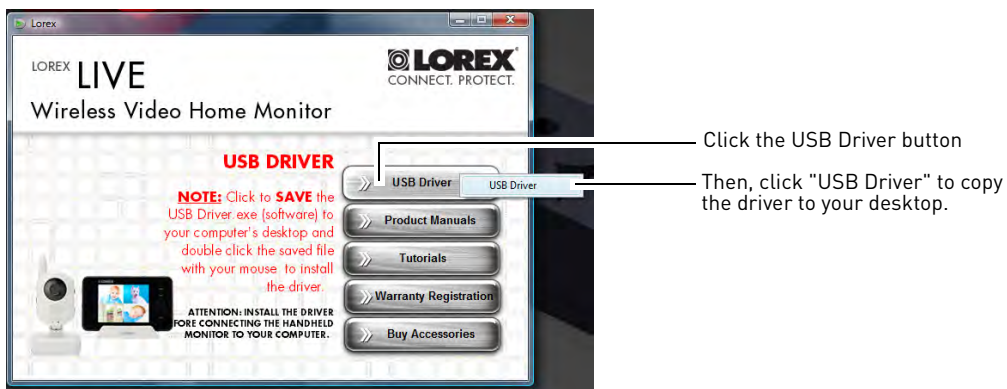 Lorex
LOREX LIVE
Wireless Video Home Monitor
LOREX
CONNECT. PROTECT.
USB DRIVER
NOTE: Click to SAVE the
USB Driver.exe (software) to
your computer's desktop and
double click the saved file
with your mouse to install
the driver.
ATTENTION: INSTALL THE DRIVER
FORE CONNECTING THE HANDHELD
MONITOR TO YOUR COMPUTER.
USB Driver
USB Driver
Product Manuals
Tutorials
Warranty Registration
Buy Accessories
Click the USB Driver button
Then, click "USB Driver" to copy
the driver to your desktop.